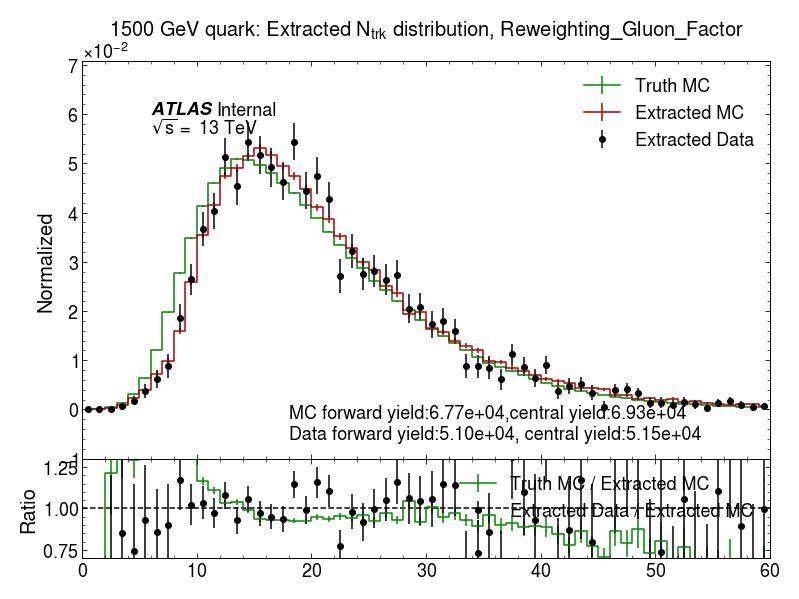 1500 GeV quark: Extracted N_trk distribution, Reweighting_Gluon_Factor
×10⁻²
7
6
5
4
3
2
1
0
1
Normalized
ATLAS Internal
√s = 13 TeV
Truth MC
Extracted MC
Extracted Data
MC forward yield:6.77e+04,central yield:6.93e+04
Data forward yield:5.10e+04, central yield:5.15e+04
1.25
1.00
0.75
Ratio
Truth MC / Extracted MC
Extracted Data / Extracted MC
0 10 20 30 40 50 60